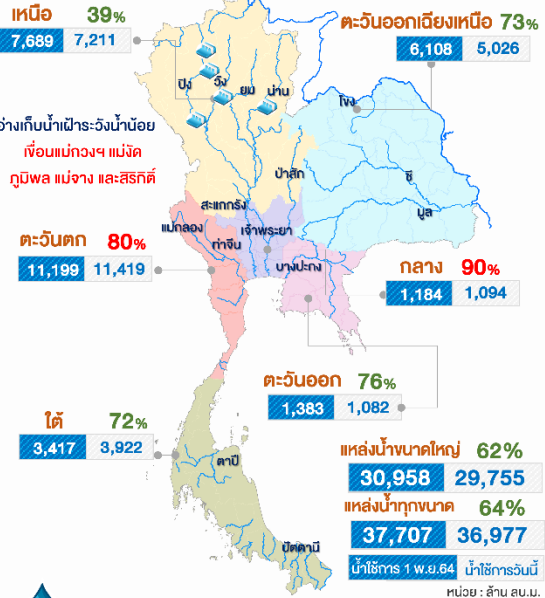 เหนือ 39%
7,689 7,211
ตะวันออกเฉียงเหนือ 73%
6,108 5,026
ปิง วัง ยม น่าน
โขง
อ่างเก็บน้ำเฝ้าระวังน้ำน้อย
เขื่อนแม่กวงฯ แม่งัด
ภูมิพล แม่จาง และสิริกิติ์
ป่าสัก
ชี
มูล
สะแกกรัง
แม่กลอง
เจ้าพระยา
ท่าจีน
บางปะกง
ตะวันตก 80%
11,199 11,419
กลาง 90%
1,184 1,094
ตะวันออก 76%
1,383 1,082
ใต้ 72%
3,417 3,922
ตาปี
ปัตตานี
แหล่งน้ำขนาดใหญ่ 62%
30,958 29,755
แหล่งน้ำทุกขนาด 64%
37,707 36,977
น้ำใช้การ 1 พ.ย.64 น้ำใช้การวันนี้
หน่วย : ล้าน ลบ.ม.